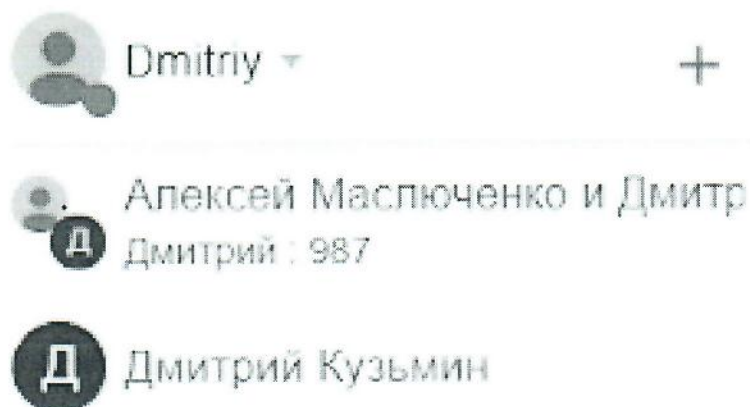 Dmitriy
Алексей Маслюченко и Дмитр
Д
Дмитрий : 987
Д
Дмитрий Кузьмин